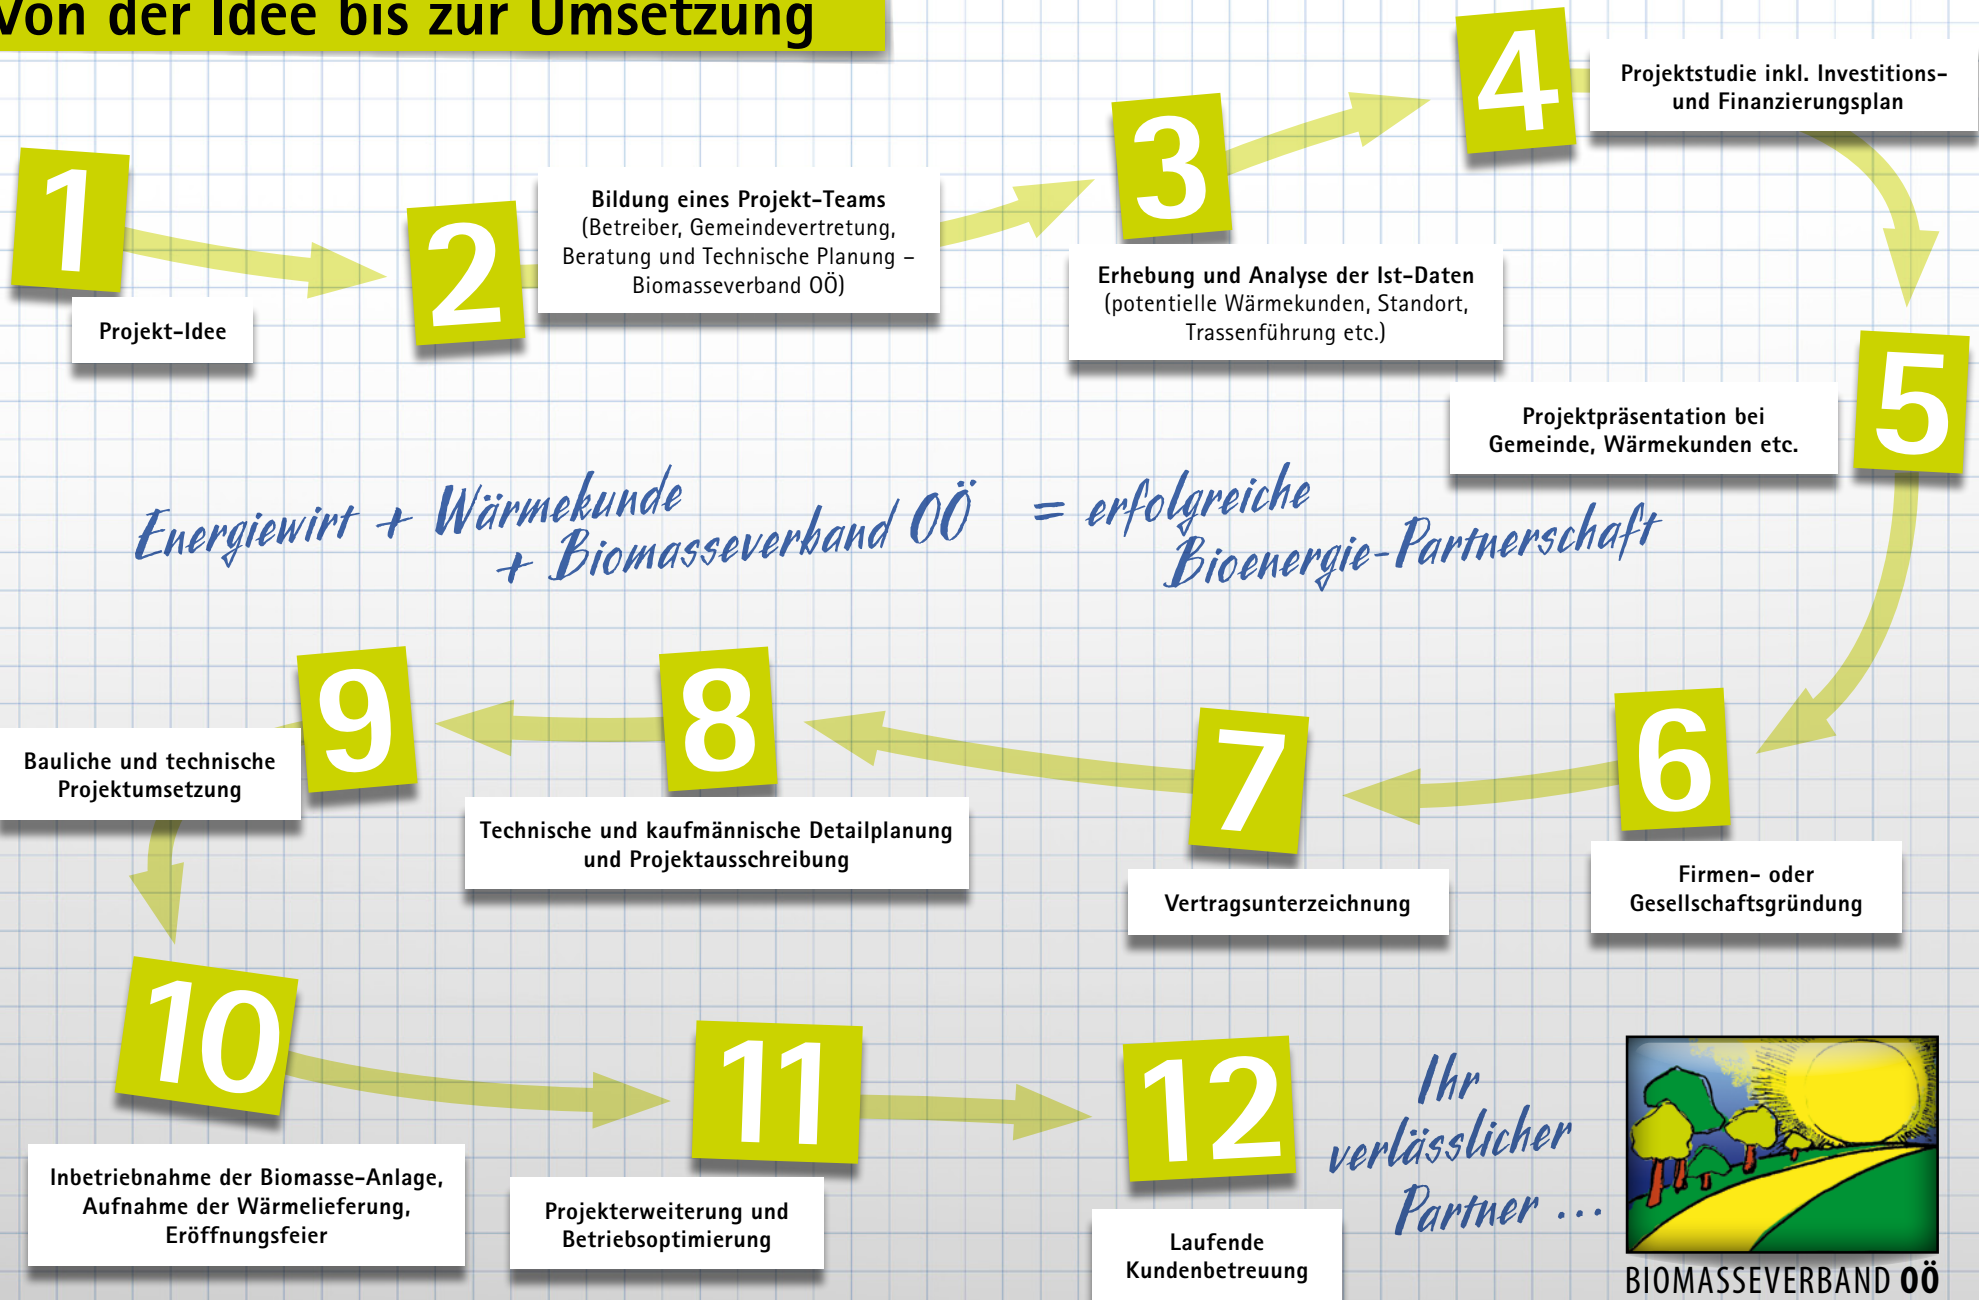 Von der Idee bis zur Umsetzung
1
Projekt-Idee
2
Bildung eines Projekt-Teams
(Betreiber, Gemeindevertretung,
Beratung und Technische Planung –
Biomasseverband OÖ)
3
Erhebung und Analyse der Ist-Daten
(potentielle Wärmekunden, Standort,
Trassenführung etc.)
4
Projektstudie inkl. Investitions-
und Finanzierungsplan
5
Projektpräsentation bei
Gemeinde, Wärmekunden etc.
Energiewirt + Wärmekunde
+ Biomasseverband OÖ
= erfolgreiche
Bioenergie-Partnerschaft
6
Firmen- oder
Gesellschaftsgründung
7
Vertragsunterzeichnung
8
Technische und kaufmännische Detailplanung
und Projektausschreibung
9
Bauliche und technische
Projektumsetzung
10
Inbetriebnahme der Biomasse-Anlage,
Aufnahme der Wärmelieferung,
Eröffnungsfeier
11
Projekterweiterung und
Betriebsoptimierung
12
Laufende
Kundenbetreuung
Ihr
verlässlicher
Partner ...
BIOMASSEVERBAND OÖ